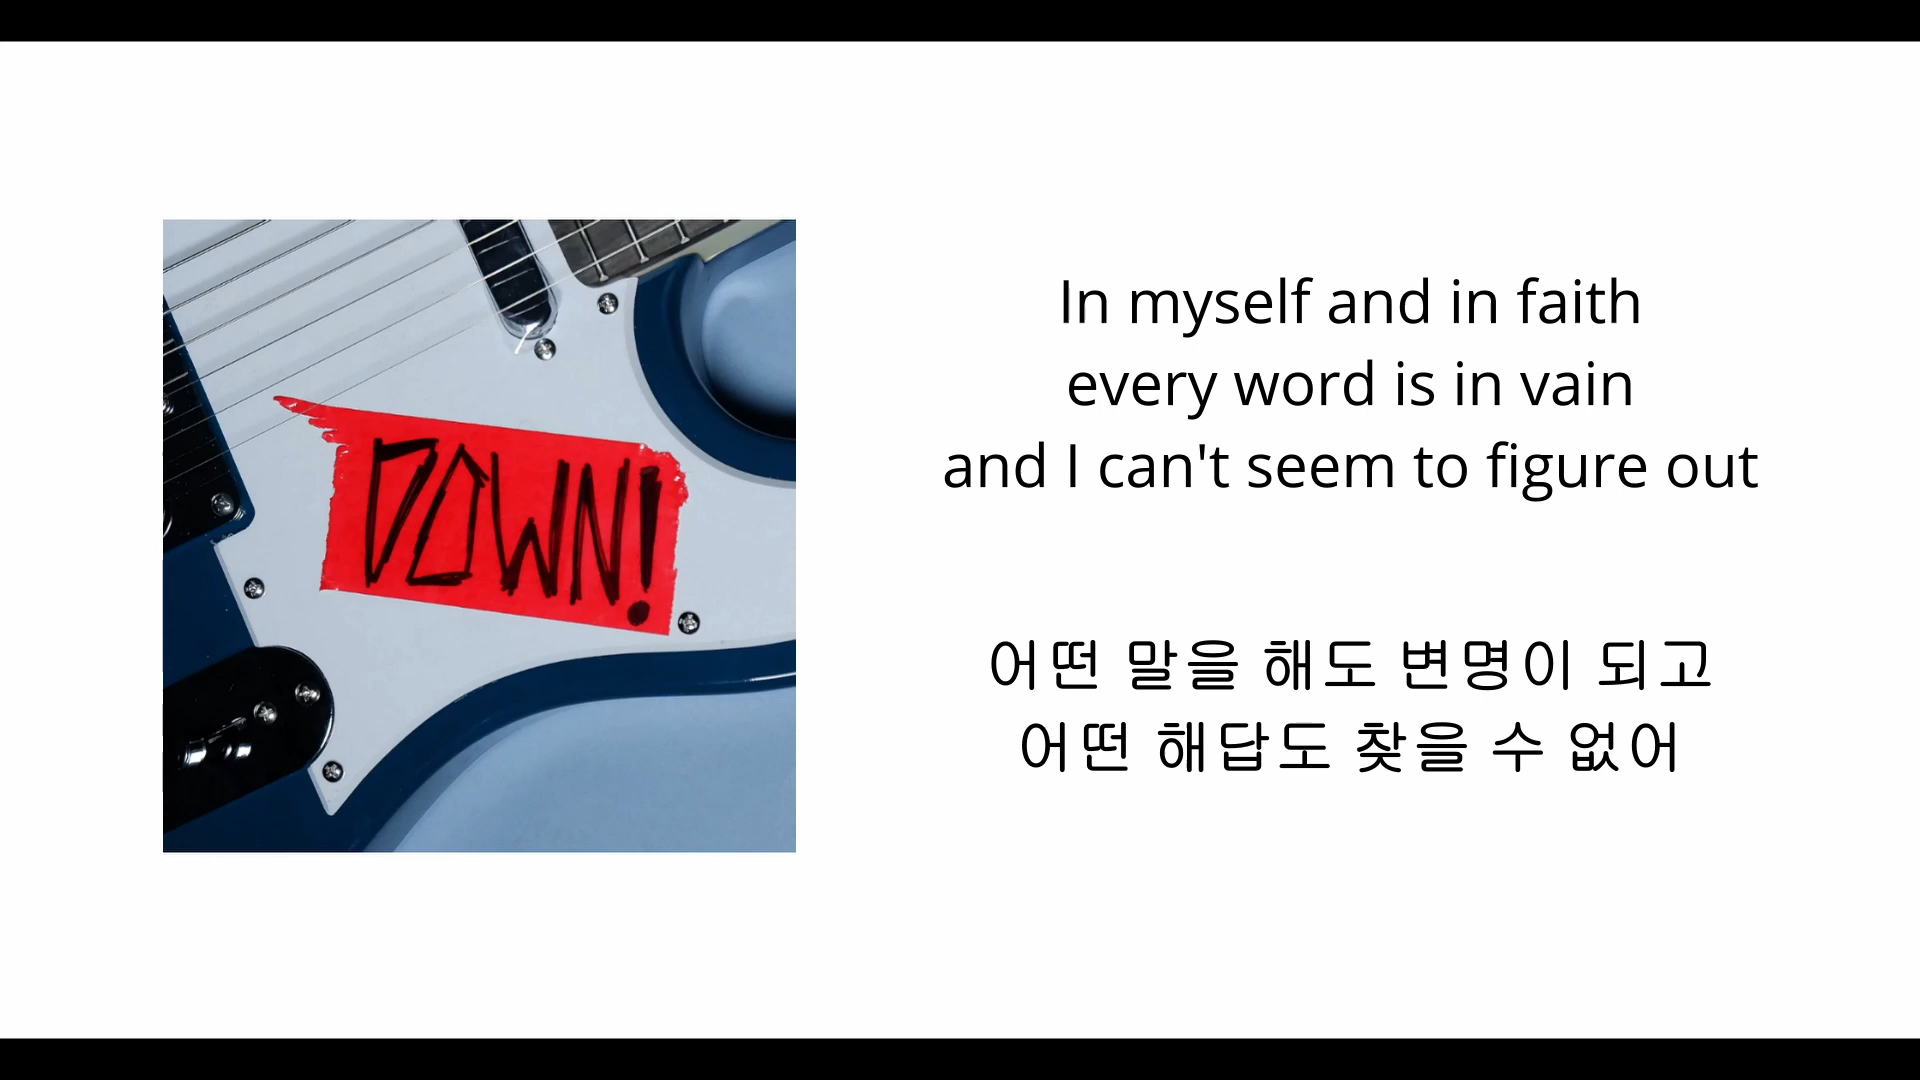 DOWN!
In myself and in faith
every word is in vain
and I can't seem to figure out
어떤 말을 해도 변명이 되고
어떤 해답도 찾을 수 없어